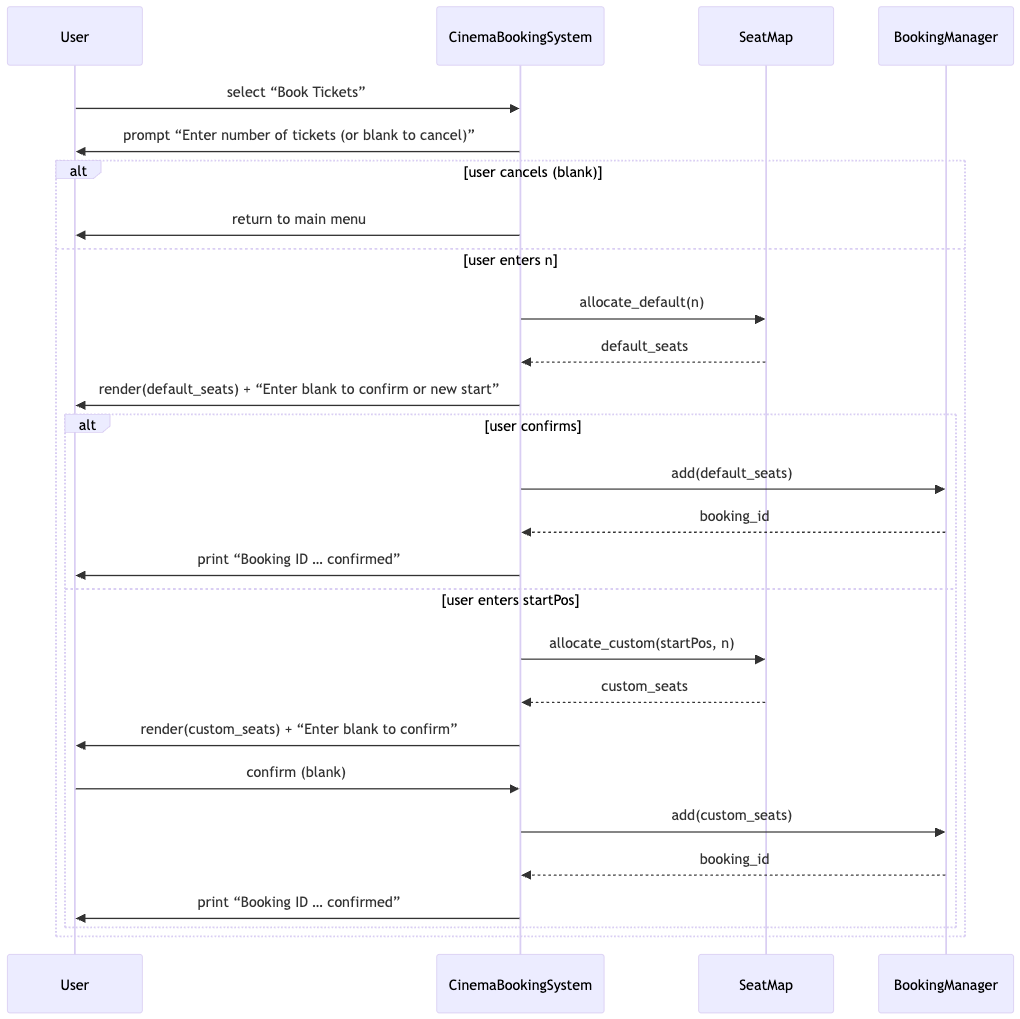 User
CinemaBookingSystem
SeatMap
BookingManager
select “Book Tickets”
prompt “Enter number of tickets (or blank to cancel)”
alt
[user cancels (blank)]
return to main menu
[user enters n]
allocate_default(n)
default_seats
render(default_seats) + “Enter blank to confirm or new start”
alt
[user confirms]
add(default_seats)
booking_id
print “Booking ID … confirmed”
[user enters startPos]
allocate_custom(startPos, n)
custom_seats
render(custom_seats) + “Enter blank to confirm”
confirm (blank)
add(custom_seats)
booking_id
print “Booking ID … confirmed”
User
CinemaBookingSystem
SeatMap
BookingManager